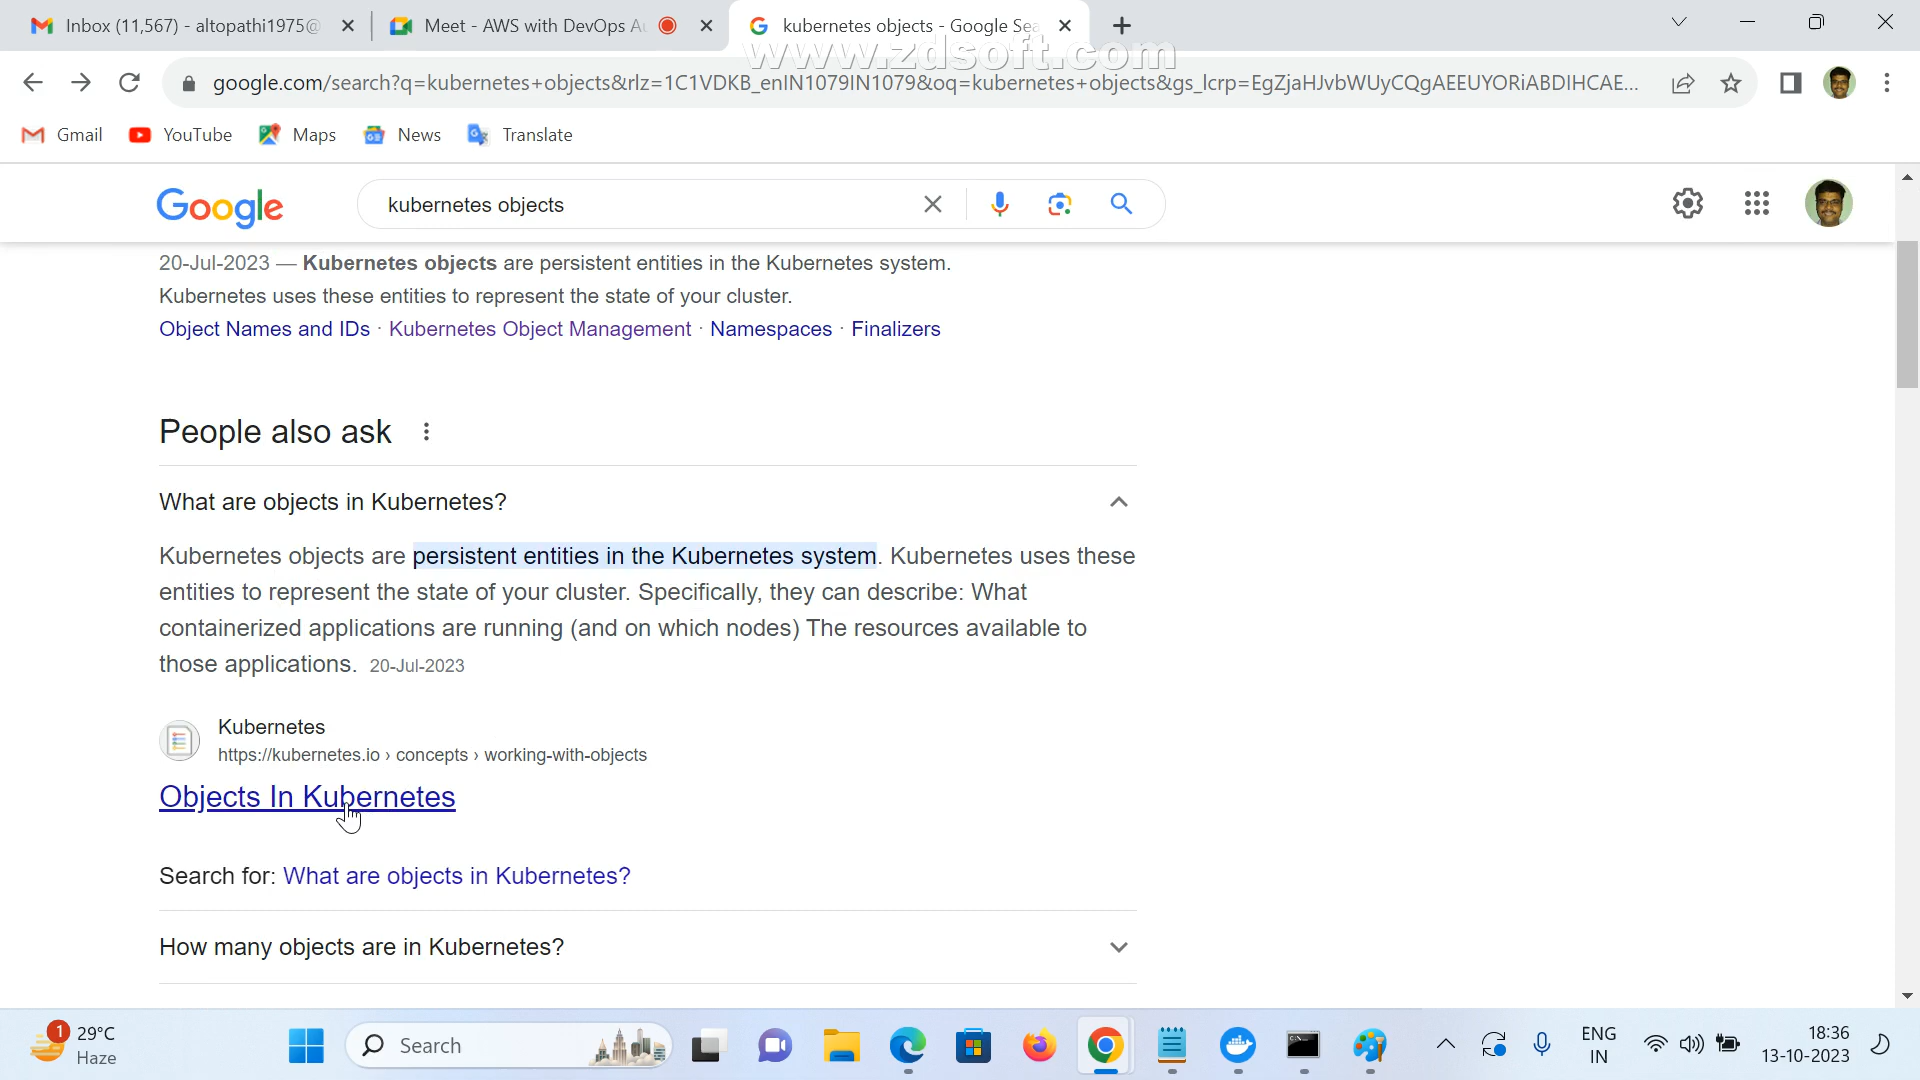 Inbox (11,567) - altopathi1975@
Meet - AWS with DevOps Au
kubernetes objects - Google Sea
www.zdsoft.com
google.com/search?q=kubernetes+objects&rlz=1C1VDKB_enIN1079IN1079&oq=kubernetes+objects&gs_lcrp=EgZjaHJvbWUyCQgAEEUYORiABDIHCAE...
Gmail
YouTube
Maps
News
Translate
Google
kubernetes objects
20-Jul-2023 — Kubernetes objects are persistent entities in the Kubernetes system.
Kubernetes uses these entities to represent the state of your cluster.
Object Names and IDs · Kubernetes Object Management · Namespaces · Finalizers
People also ask
What are objects in Kubernetes?
Kubernetes objects are persistent entities in the Kubernetes system. Kubernetes uses these
entities to represent the state of your cluster. Specifically, they can describe: What
containerized applications are running (and on which nodes) The resources available to
those applications. 20-Jul-2023
Kubernetes
https://kubernetes.io › concepts › working-with-objects
Objects In Kubernetes
Search for: What are objects in Kubernetes?
How many objects are in Kubernetes?
1
29°C
Haze
Search
ENG
IN
18:36
13-10-2023